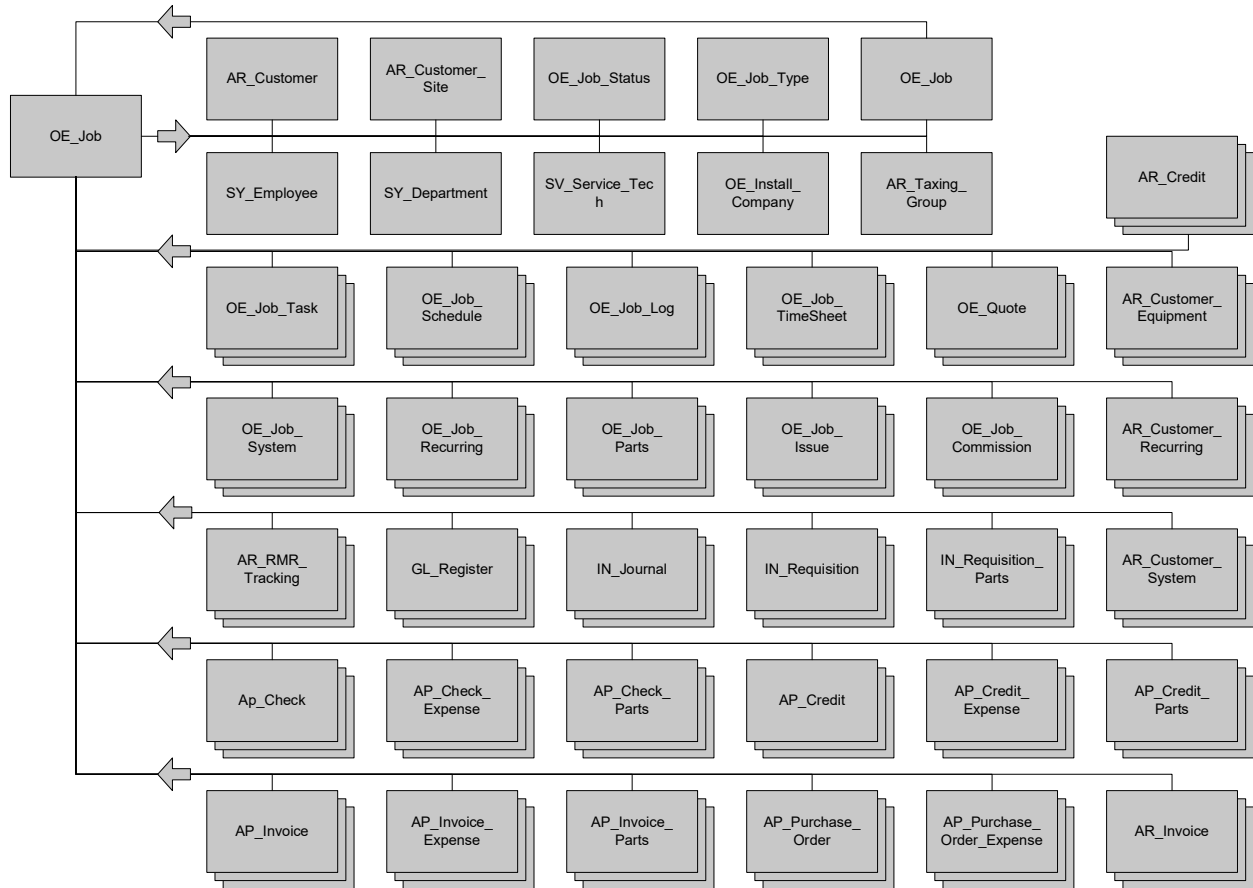 AR_Customer
AR_Customer_
Site
OE_Job_Status
OE_Job_Type
OE_Job
OE_Job
SY_Employee
SY_Department
SV_Service_Tec
h
OE_Install_
Company
AR_Taxing_
Group
AR_Credit
OE_Job_Task
OE_Job_
Schedule
OE_Job_Log
OE_Job_
TimeSheet
OE_Quote
AR_Customer_
Equipment
OE_Job_
System
OE_Job_
Recurring
OE_Job_
Parts
OE_Job_
Issue
OE_Job_
Commission
AR_Customer_
Recurring
AR_RMR_
Tracking
GL_Register
IN_Journal
IN_Requisition
IN_Requisition_
Parts
AR_Customer_
System
Ap_Check
AP_Check_
Expense
AP_Check_
Parts
AP_Credit
AP_Credit_
Expense
AP_Credit_
Parts
AP_Invoice
AP_Invoice_
Expense
AP_Invoice_
Parts
AP_Purchase_
Order
AP_Purchase_
Order_Expense
AR_Invoice